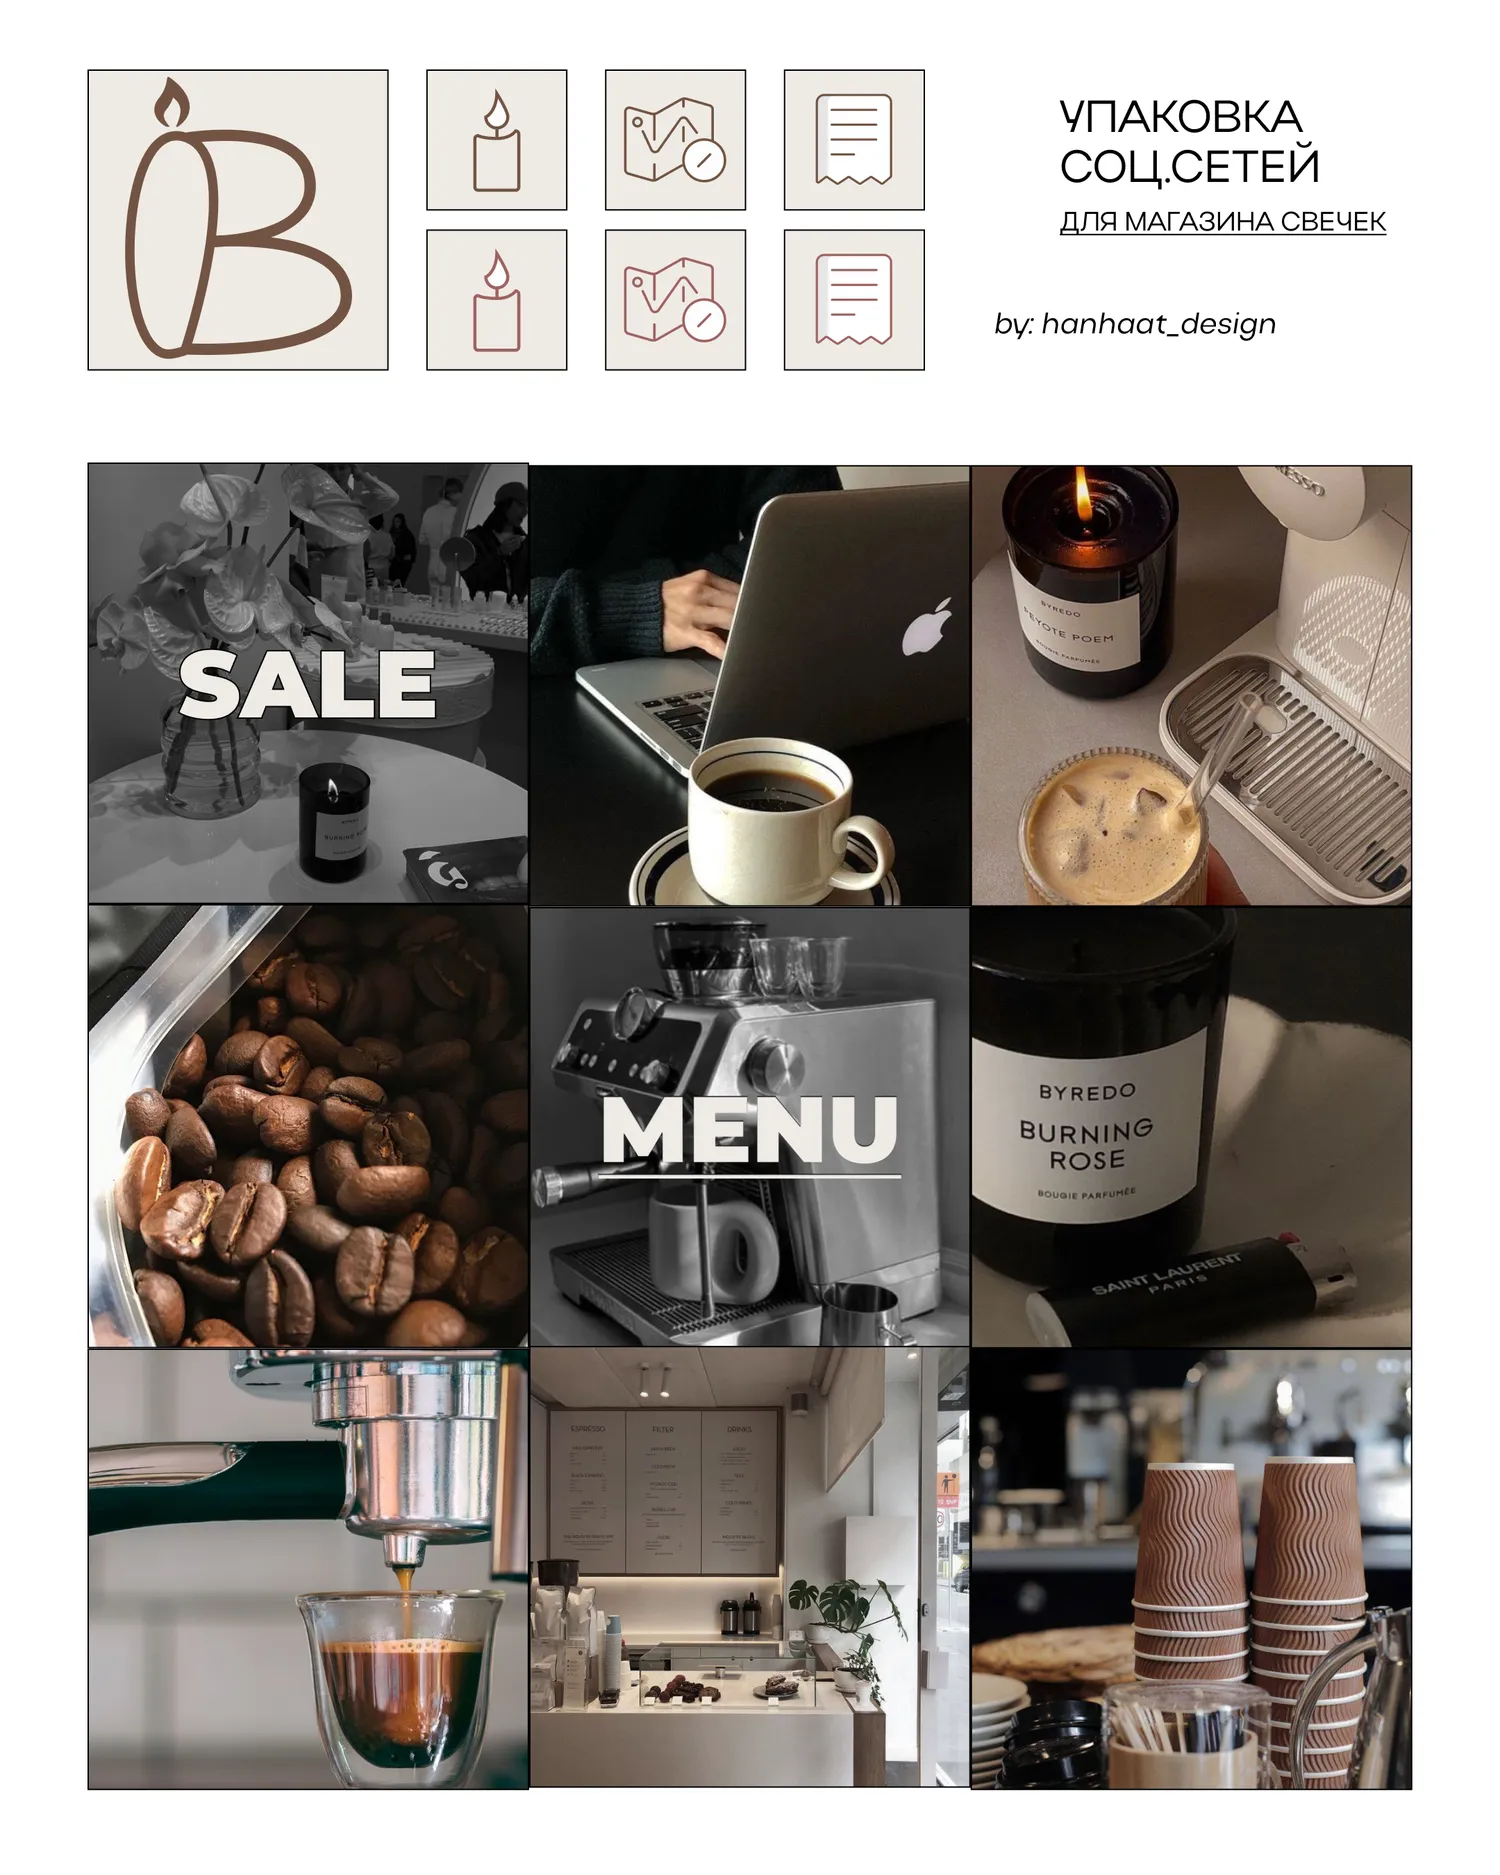 B
УПАКОВКА
СОЦ.СЕТЕЙ
ДЛЯ МАГАЗИНА СВЕЧЕК
by: hanhaat_design
SALE
BYREDO
PEYOTE POEM
BOUGIE PARFUMÉE
MENU
BYREDO
BURNING
ROSE
BOUGIE PARFUMÉE
SAINT LAURENT
PARIS
ESPRESSO
FILTER
DRINKS